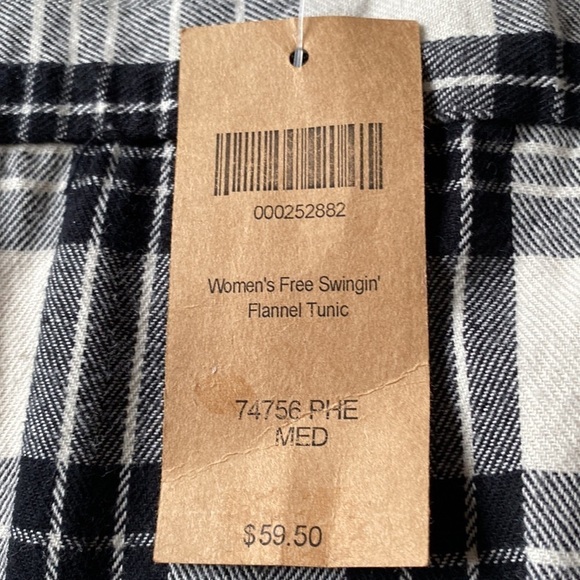 000252882
Women's Free Swingin'
Flannel Tunic
74756 PHE
MED
$59.50